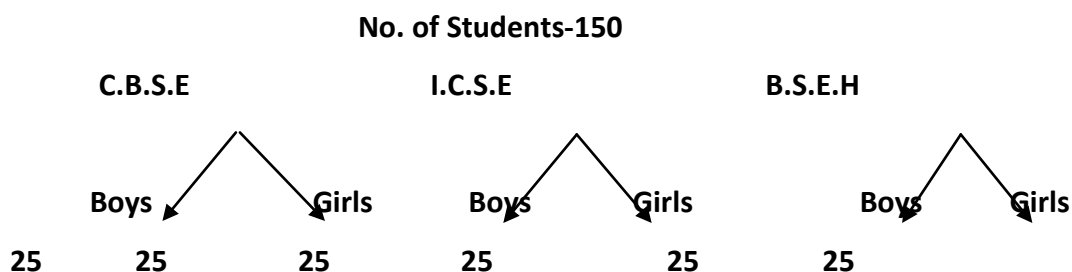 No. of Students-150
C.B.S.E I.C.S.E B.S.E.H
Boys Girls Boys Girls Boys Girls
25 25 25 25 25 25